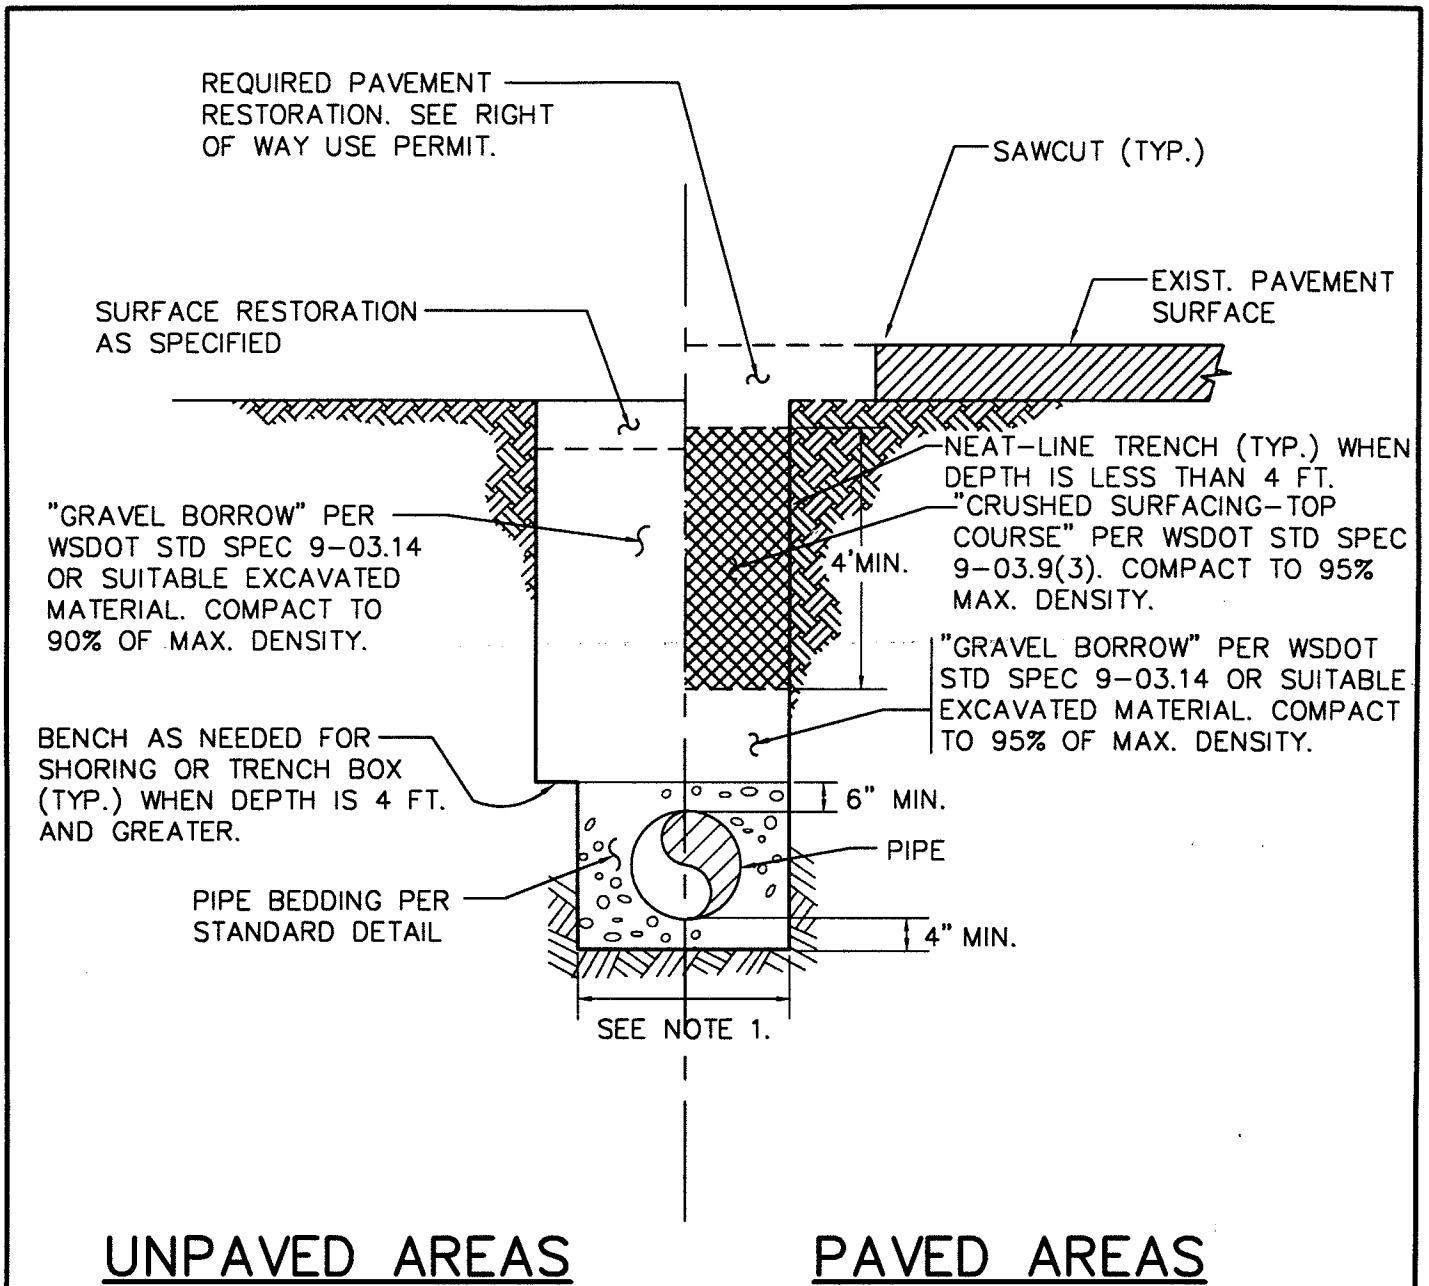 REQUIRED PAVEMENT
RESTORATION. SEE RIGHT
OF WAY USE PERMIT.
SAWCUT (TYP.)
EXIST. PAVEMENT
SURFACE
SURFACE RESTORATION
AS SPECIFIED
NEAT-LINE TRENCH (TYP.) WHEN
DEPTH IS LESS THAN 4 FT.
"CRUSHED SURFACING-TOP
COURSE" PER WSDOT STD SPEC
9-03.9(3). COMPACT TO 95%
MAX. DENSITY.
4'MIN.
"GRAVEL BORROW" PER
WSDOT STD SPEC 9-03.14
OR SUITABLE EXCAVATED
MATERIAL. COMPACT TO
90% OF MAX. DENSITY.
"GRAVEL BORROW" PER WSDOT
STD SPEC 9-03.14 OR SUITABLE
EXCAVATED MATERIAL. COMPACT
TO 95% OF MAX. DENSITY.
BENCH AS NEEDED FOR
SHORING OR TRENCH BOX
(TYP.) WHEN DEPTH IS 4 FT.
AND GREATER.
6" MIN.
PIPE
PIPE BEDDING PER
STANDARD DETAIL
4" MIN.
SEE NOTE 1.
UNPAVED AREAS
PAVED AREAS